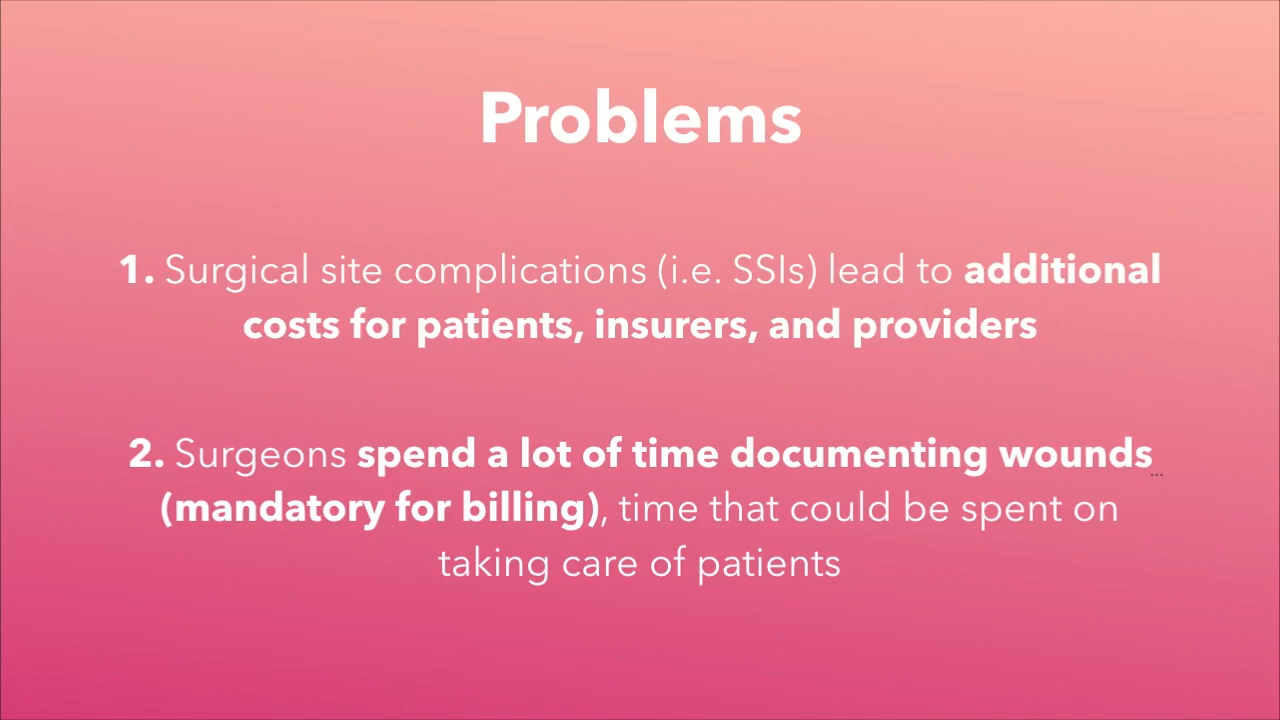 Problems
1. Surgical site complications (i.e. SSIs) lead to additional
costs for patients, insurers, and providers
2. Surgeons spend a lot of time documenting wounds
(mandatory for billing), time that could be spent on
taking care of patients